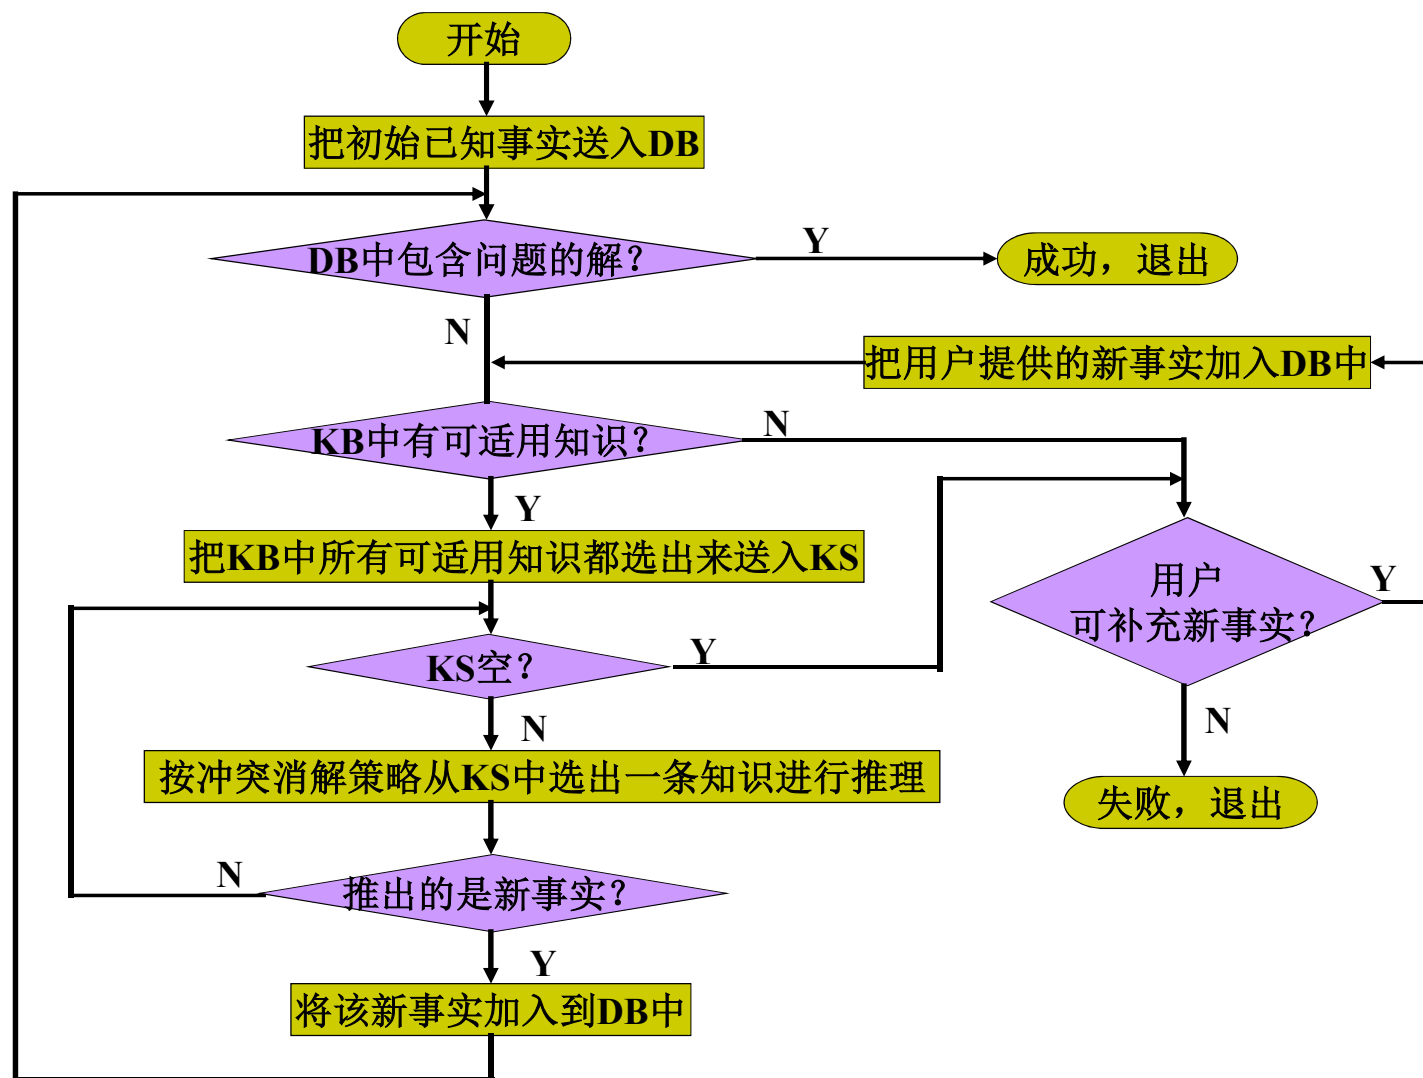 开始
把初始已知事实送入DB
DB中包含问题的解？
Y
成功，退出
N
把用户提供的新事实加入DB中
KB中有可适用知识？
N
Y
把KB中所有可适用知识都选出来送入KS
用户
可补充新事实？
Y
KS空？
Y
N
N
按冲突消解策略从KS中选出一条知识进行推理
失败，退出
推出的是新事实？
N
Y
将该新事实加入到DB中